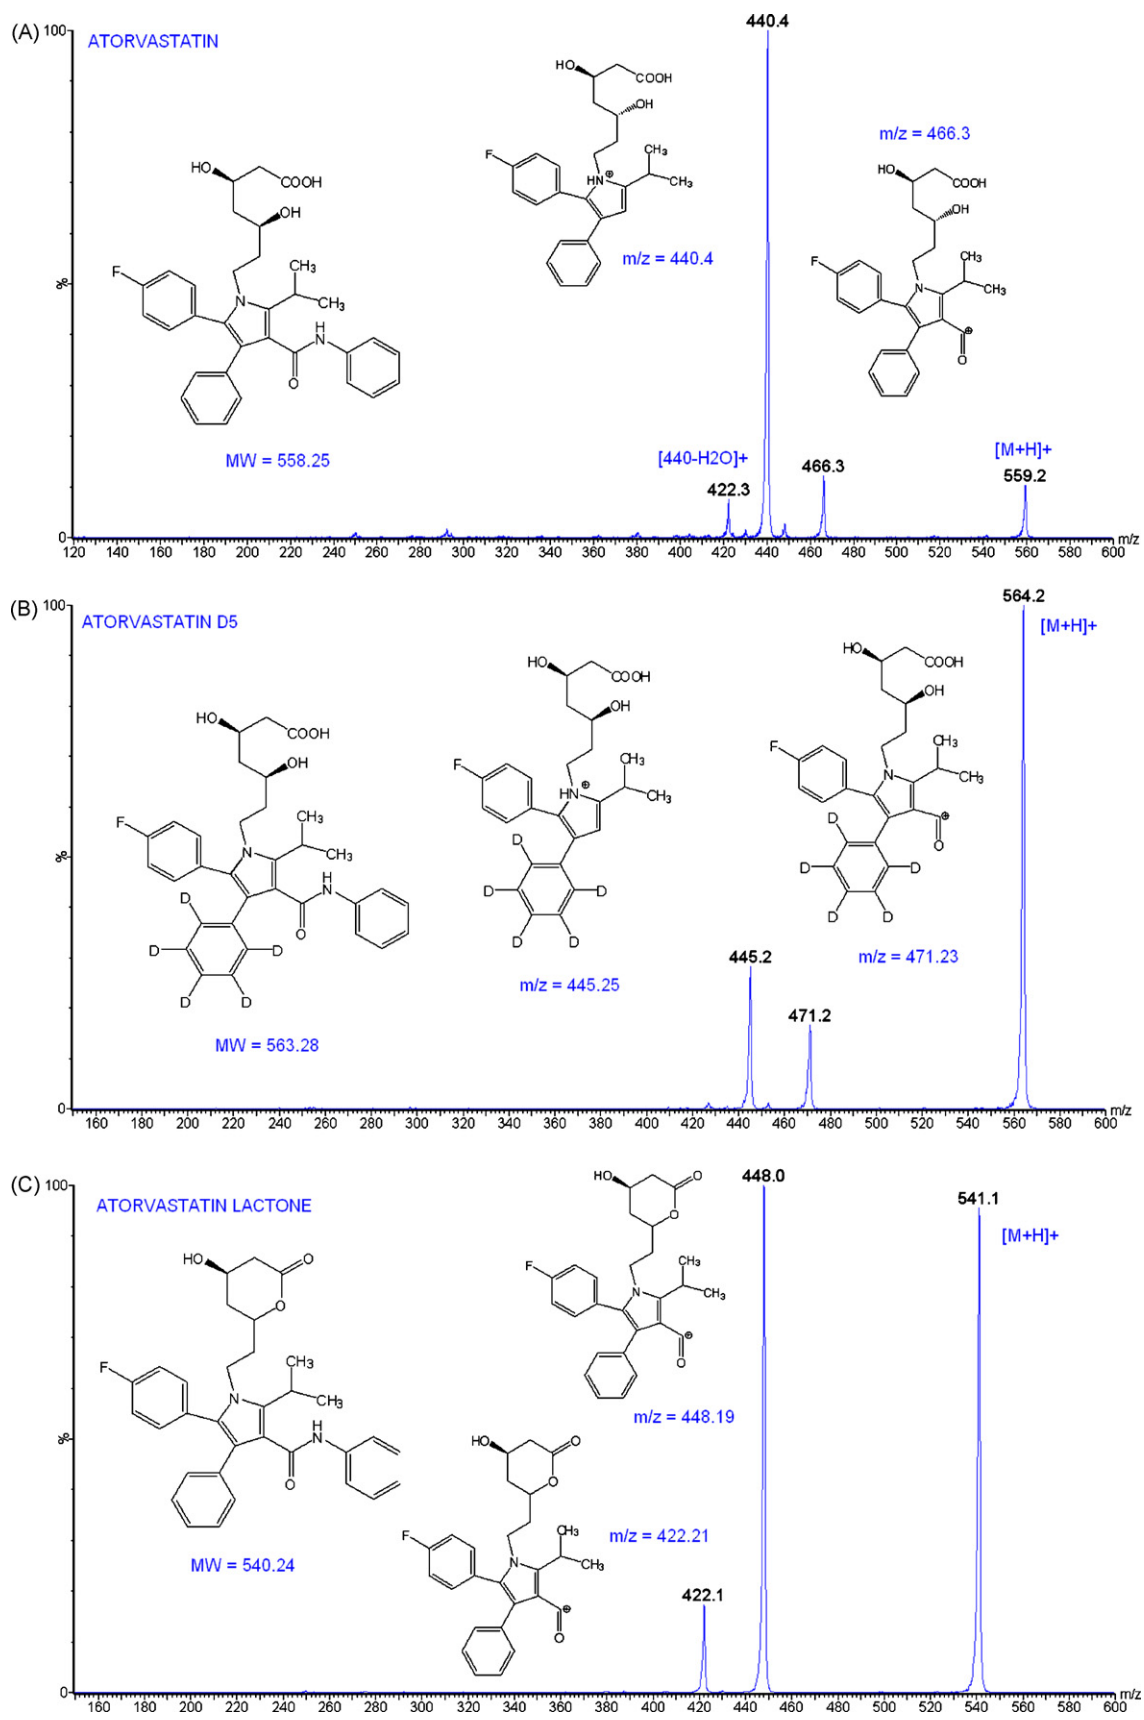 (A)
100
%
0
ATORVASTATIN
HO
COOH
OH
F
N
CH3
CH3
H
N
O
MW = 558.25
HO
COOH
OH
F
HN
⊕
CH3
CH3
m/z = 440.4
440.4
m/z = 466.3
HO
COOH
OH
F
N
CH3
CH3
⊕
O
[440-H2O]+
422.3
466.3
[M+H]+
559.2
120 140 160 180 200 220 240 260 280 300 320 340 360 380 400 420 440 460 480 500 520 540 560 580 600 m/z
(B)
100
%
0
ATORVASTATIN D5
HO
COOH
OH
F
N
CH3
CH3
H
N
O
D
D
D
D
D
MW = 563.28
HO
COOH
OH
F
HN
⊕
CH3
CH3
D
D
D
D
D
m/z = 445.25
HO
COOH
OH
F
N
CH3
CH3
⊕
O
D
D
D
D
D
m/z = 471.23
445.2
471.2
564.2
[M+H]+
160 180 200 220 240 260 280 300 320 340 360 380 400 420 440 460 480 500 520 540 560 580 600 m/z
(C)
100
%
0
ATORVASTATIN LACTONE
HO
O
O
F
N
CH3
CH3
H
N
O
MW = 540.24
HO
O
O
F
N
CH3
CH3
⊕
O
m/z = 448.19
HO
O
O
F
N
CH3
CH3
O
m/z = 422.21
422.1
448.0
541.1
[M+H]+
160 180 200 220 240 260 280 300 320 340 360 380 400 420 440 460 480 500 520 540 560 580 600 m/z